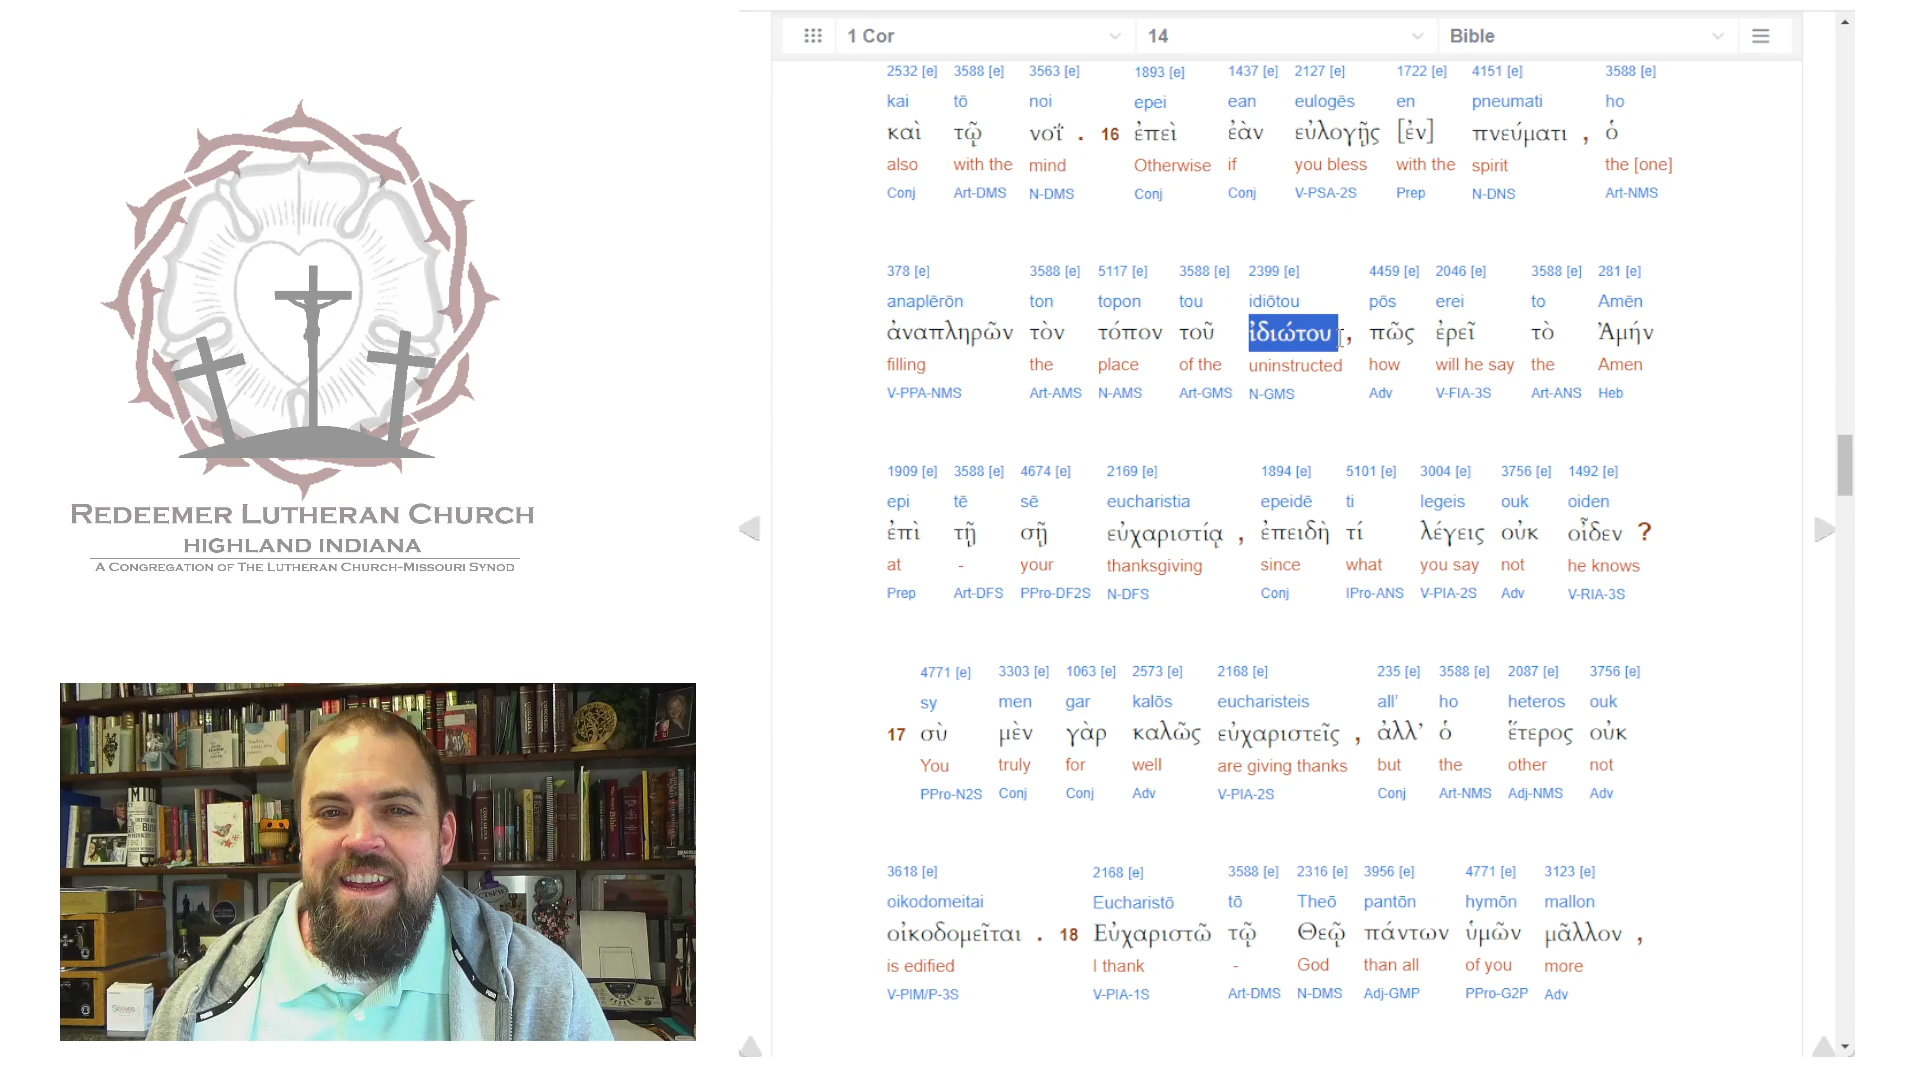 REDEEMER LUTHERAN CHURCH
HIGHLAND INDIANA
A CONGREGATION OF THE LUTHERAN CHURCH-MISSOURI SYNOD
1 Cor 14 Bible
2532 [e] 3588 [e] 3563 [e] 1893 [e] 1437 [e] 2127 [e] 1722 [e] 4151 [e] 3588 [e]
kai tō noi epei ean eulogēs en pneumati ho
καὶ τῷ νοΐ . 16 ἐπεὶ ἐὰν εὐλογῇς [ἐν] πνεύματι , ὁ
also with the mind Otherwise if you bless with the spirit the [one]
Conj Art-DMS N-DMS Conj Conj V-PSA-2S Prep N-DNS Art-NMS
378 [e] 3588 [e] 5117 [e] 3588 [e] 2399 [e] 4459 [e] 2046 [e] 3588 [e] 281 [e]
anaplērōn ton topon tou idiōtou pōs erei to Amēn
ἀναπληρῶν τὸν τόπον τοῦ ἰδιώτου , πῶς ἐρεῖ τὸ Ἀμήν
filling the place of the uninstructed how will he say the Amen
V-PPA-NMS Art-AMS N-AMS Art-GMS N-GMS Adv V-FIA-3S Art-ANS Heb
1909 [e] 3588 [e] 4674 [e] 2169 [e] 1894 [e] 5101 [e] 3004 [e] 3756 [e] 1492 [e]
epi tē sē eucharistia epeidē ti legeis ouk oiden
ἐπὶ τῇ σῇ εὐχαριστίᾳ , ἐπειδὴ τί λέγεις οὐκ οἶδεν ?
at - your thanksgiving since what you say not he knows
Prep Art-DFS PPro-DF2S N-DFS Conj IPro-ANS V-PIA-2S Adv V-RIA-3S
4771 [e] 3303 [e] 1063 [e] 2573 [e] 2168 [e] 235 [e] 3588 [e] 2087 [e] 3756 [e]
sy men gar kalōs eucharisteis all’ ho heteros ouk
17 σὺ μὲν γὰρ καλῶς εὐχαριστεῖς , ἀλλ’ ὁ ἕτερος οὐκ
You truly for well are giving thanks but the other not
PPro-N2S Conj Conj Adv V-PIA-2S Conj Art-NMS Adj-NMS Adv
3618 [e] 2168 [e] 3588 [e] 2316 [e] 3956 [e] 4771 [e] 3123 [e]
oikodomeitai Eucharistō tō Theō pantōn hymōn mallon
οἰκοδομεῖται . 18 Εὐχαριστῶ τῷ Θεῷ πάντων ὑμῶν μᾶλλον ,
is edified I thank - God than all of you more
V-PIM/P-3S V-PIA-1S Art-DMS N-DMS Adj-GMP PPro-G2P Adv